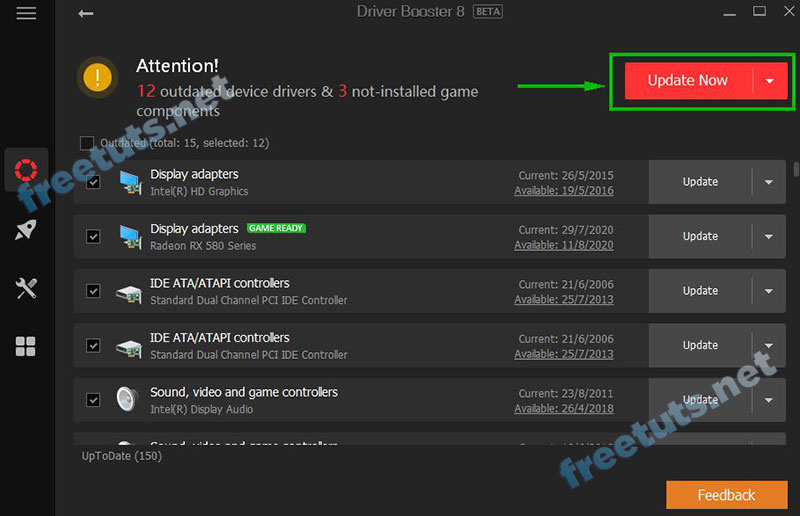 Driver Booster 8 BETA
Attention!
12 outdated device drivers & 3 not-installed game
components
Update Now
Outdated (total: 15, selected: 12)
Display adapters
Intel(R) HD Graphics
Current: 26/5/2015
Available: 19/5/2016
Update
Display adapters GAME READY
Radeon RX 580 Series
Current: 29/7/2020
Available: 11/8/2020
Update
IDE ATA/ATAPI controllers
Standard Dual Channel PCI IDE Controller
Current: 21/6/2006
Available: 25/7/2013
Update
IDE ATA/ATAPI controllers
Standard Dual Channel PCI IDE Controller
Current: 21/6/2006
Available: 25/7/2013
Update
Sound, video and game controllers
Intel(R) Display Audio
Current: 23/8/2011
Available: 26/4/2018
Update
Sound, video and game controllers
UpToDate (150)
Feedback
freetuts.net
freetuts.net